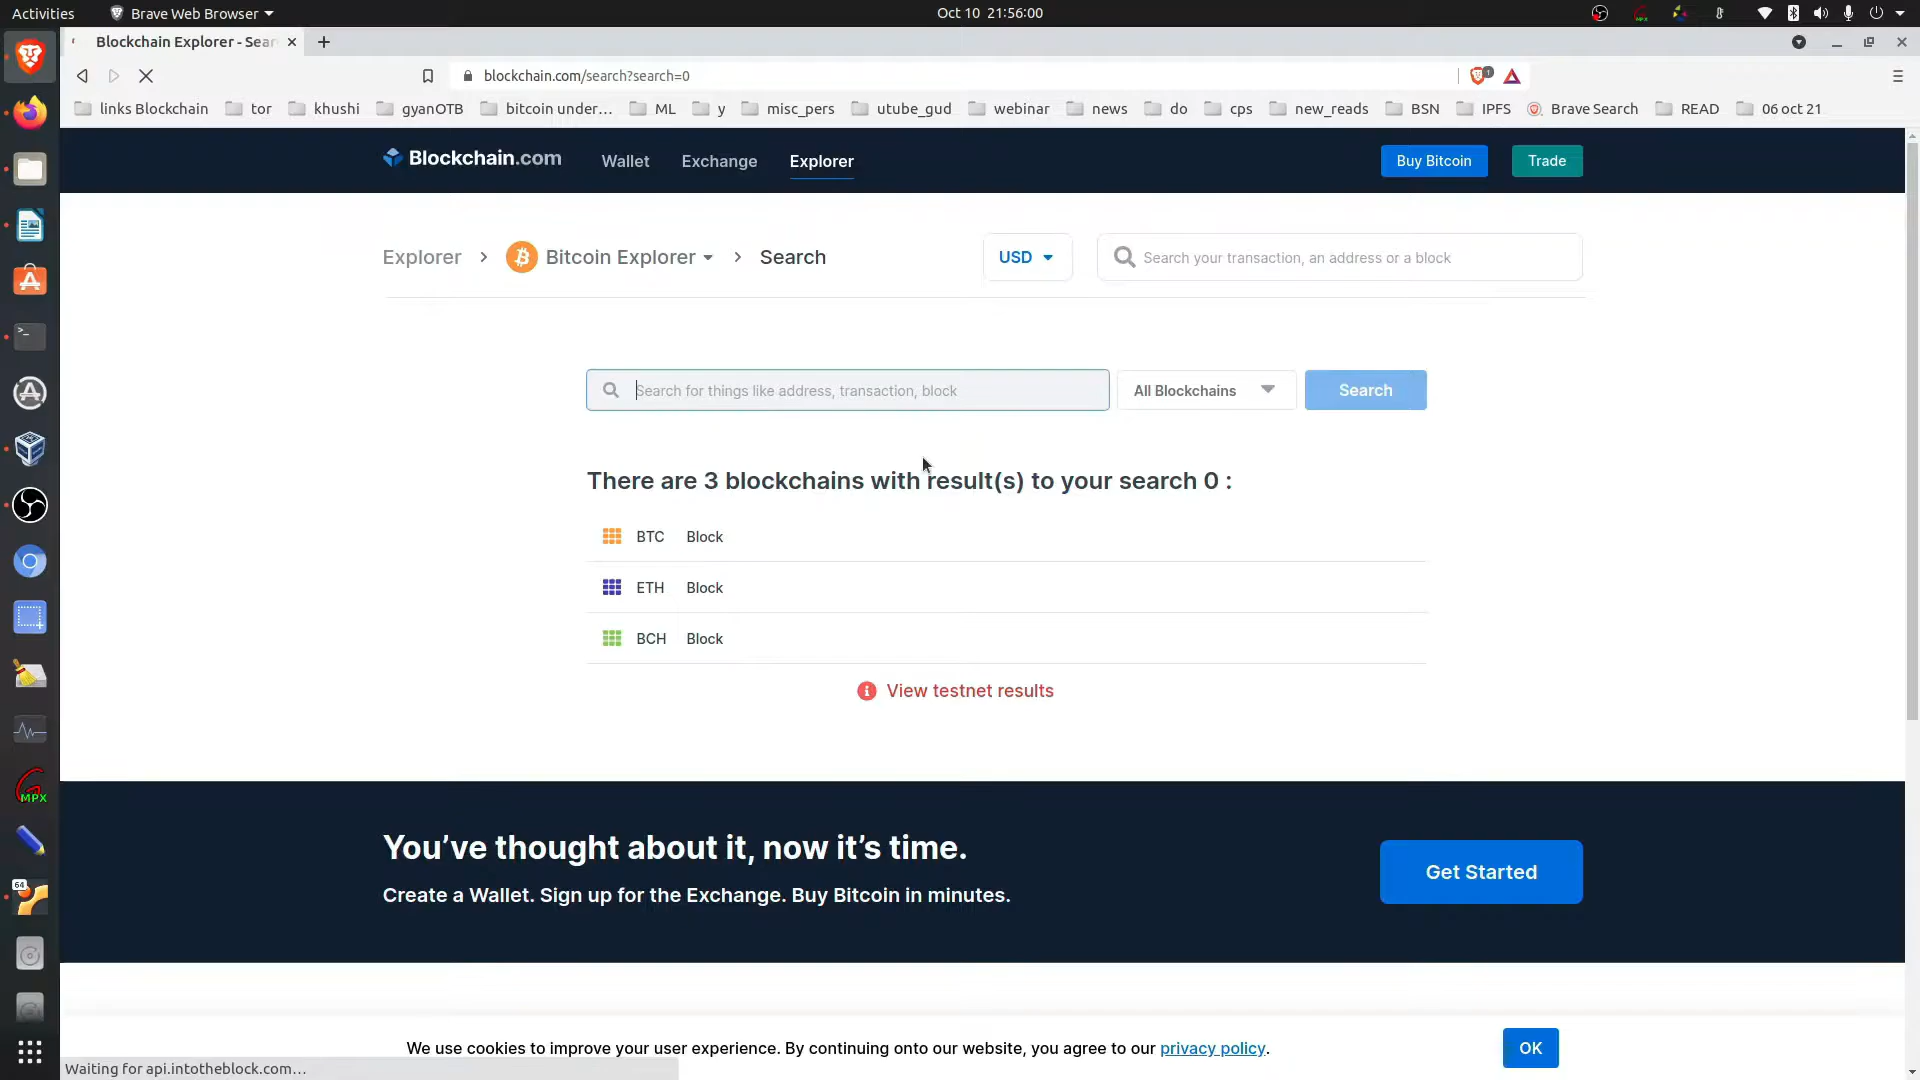 Activities
Brave Web Browser
Oct 10 21:56:00
Blockchain Explorer - Sear
blockchain.com/search?search=0
1
links Blockchain
tor
khushi
gyanOTB
bitcoin under…
ML
y
misc_pers
utube_gud
webinar
news
do
cps
new_reads
BSN
IPFS
Brave Search
READ
06 oct 21
Blockchain.com
Wallet
Exchange
Explorer
Buy Bitcoin
Trade
Explorer
Bitcoin Explorer
Search
USD
Search your transaction, an address or a block
Search for things like address, transaction, block
All Blockchains
Search
There are 3 blockchains with result(s) to your search 0 :
BTC Block
ETH Block
BCH Block
View testnet results
You’ve thought about it, now it’s time.
Create a Wallet. Sign up for the Exchange. Buy Bitcoin in minutes.
Get Started
MPX
64
We use cookies to improve your user experience. By continuing onto our website, you agree to our privacy policy.
OK
Waiting for api.intotheblock.com…